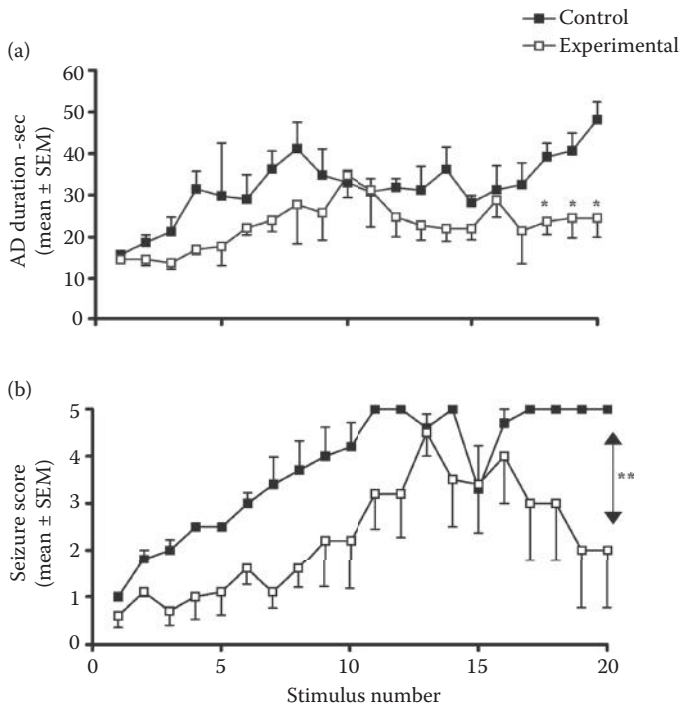 Control
Experimental
(a)
60
50
40
30
20
10
0
AD duration -sec
(mean ± SEM)
* * *
(b)
5
4
3
2
1
0
Seizure score
(mean ± SEM)
**
0 5 10 15 20
Stimulus number